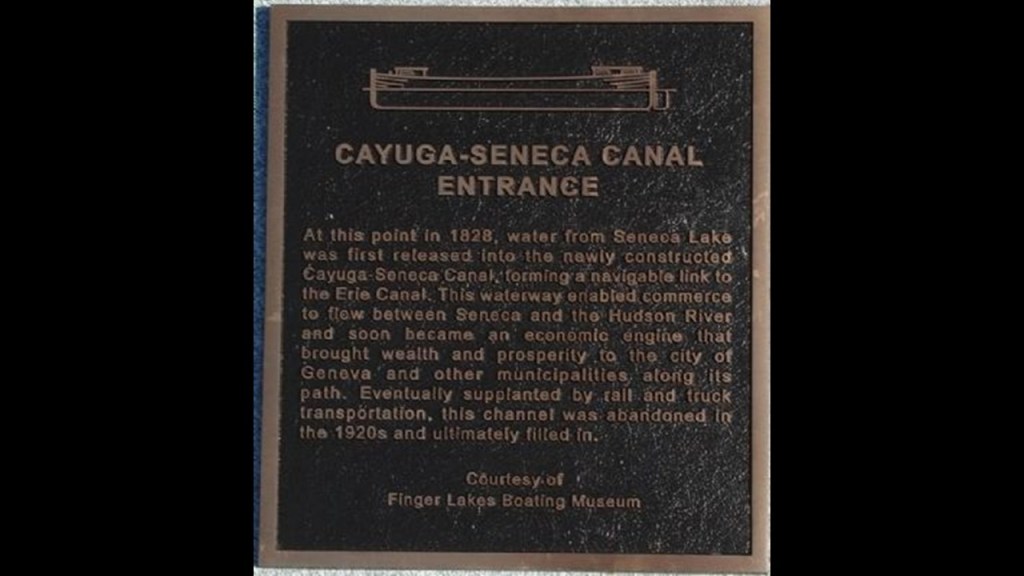 CAYUGA-SENECA CANAL
ENTRANCE
At this point in 1828, water from Seneca Lake
was first released into the newly constructed
Cayuga-Seneca Canal, forming a navigable link to
the Erie Canal. This waterway enabled commerce
to flow between Seneca and the Hudson River
and soon became an economic engine that
brought wealth and prosperity to the city of
Geneva and other municipalities along its
path. Eventually supplanted by rail and truck
transportation, this channel was abandoned in
the 1920s and ultimately filled in.
Courtesy of
Finger Lakes Boating Museum